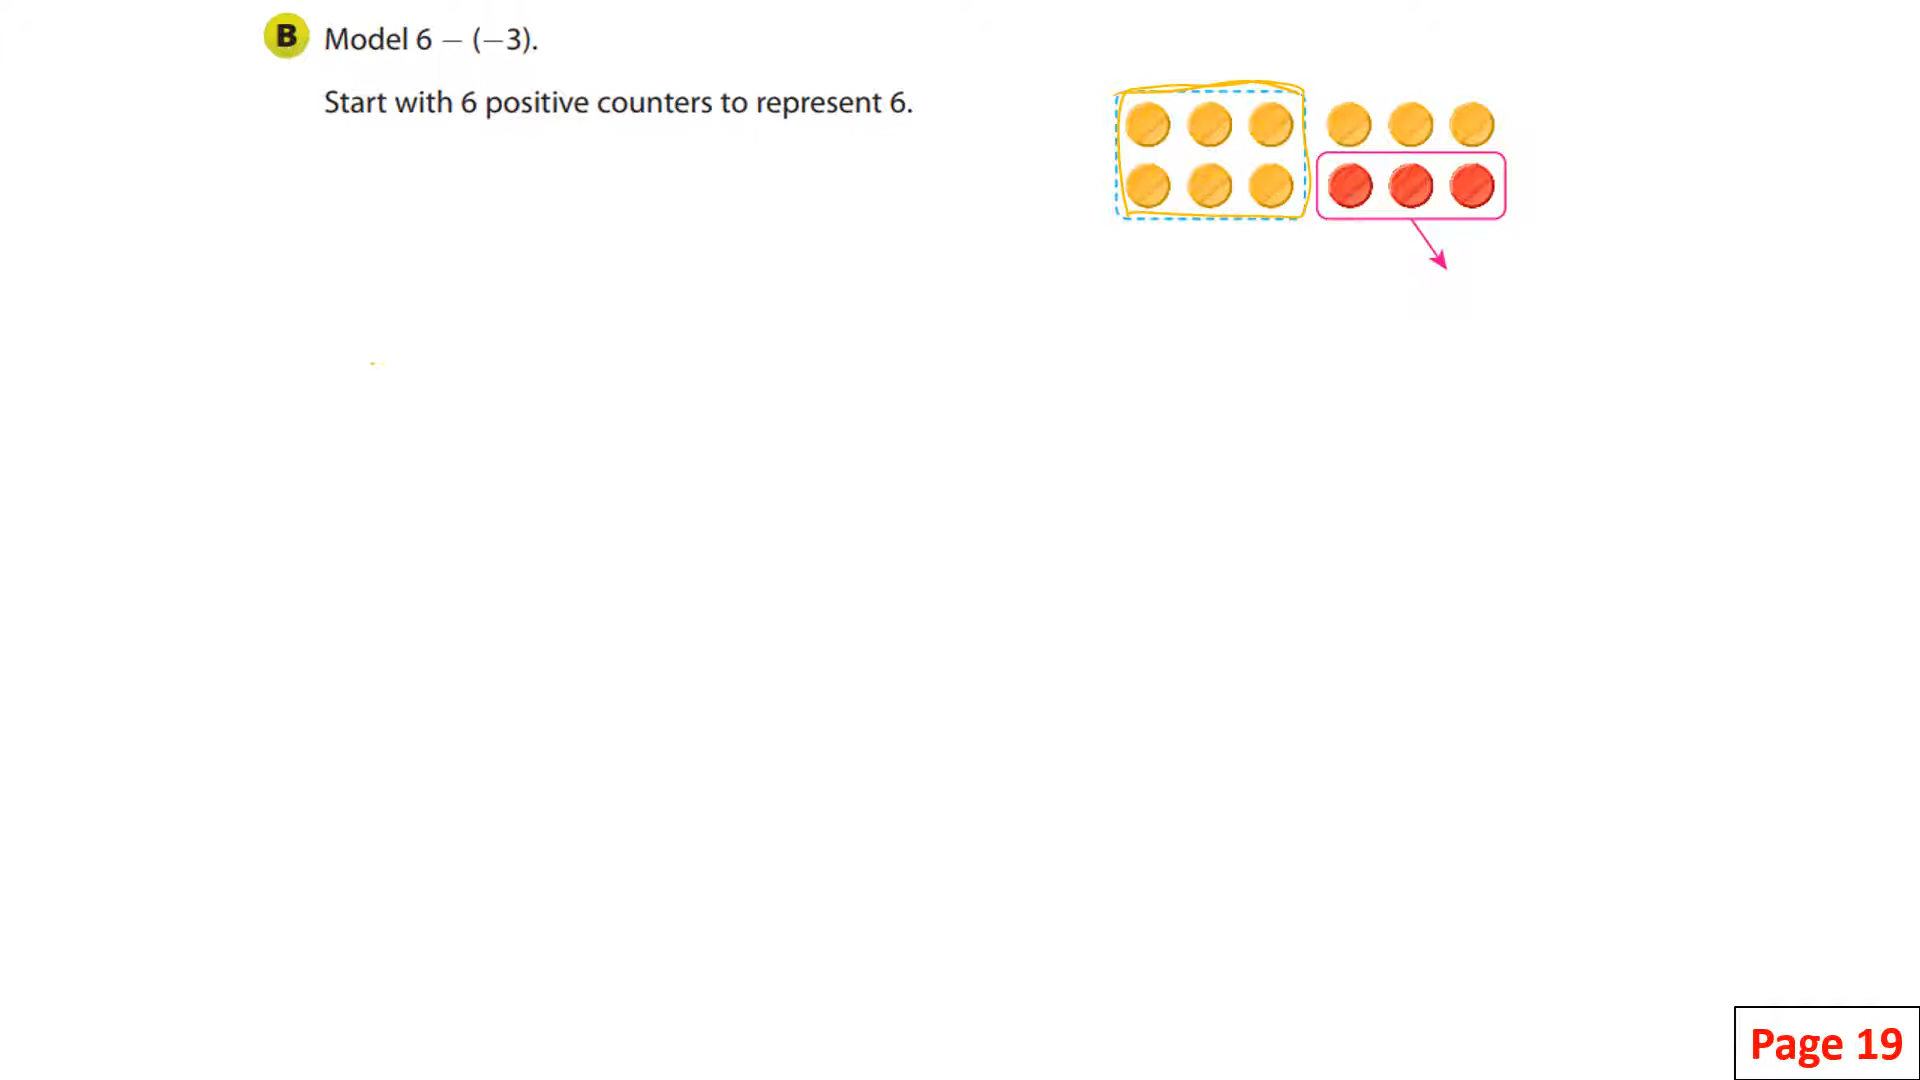 B Model 6 − (−3).
Start with 6 positive counters to represent 6.
Page 19